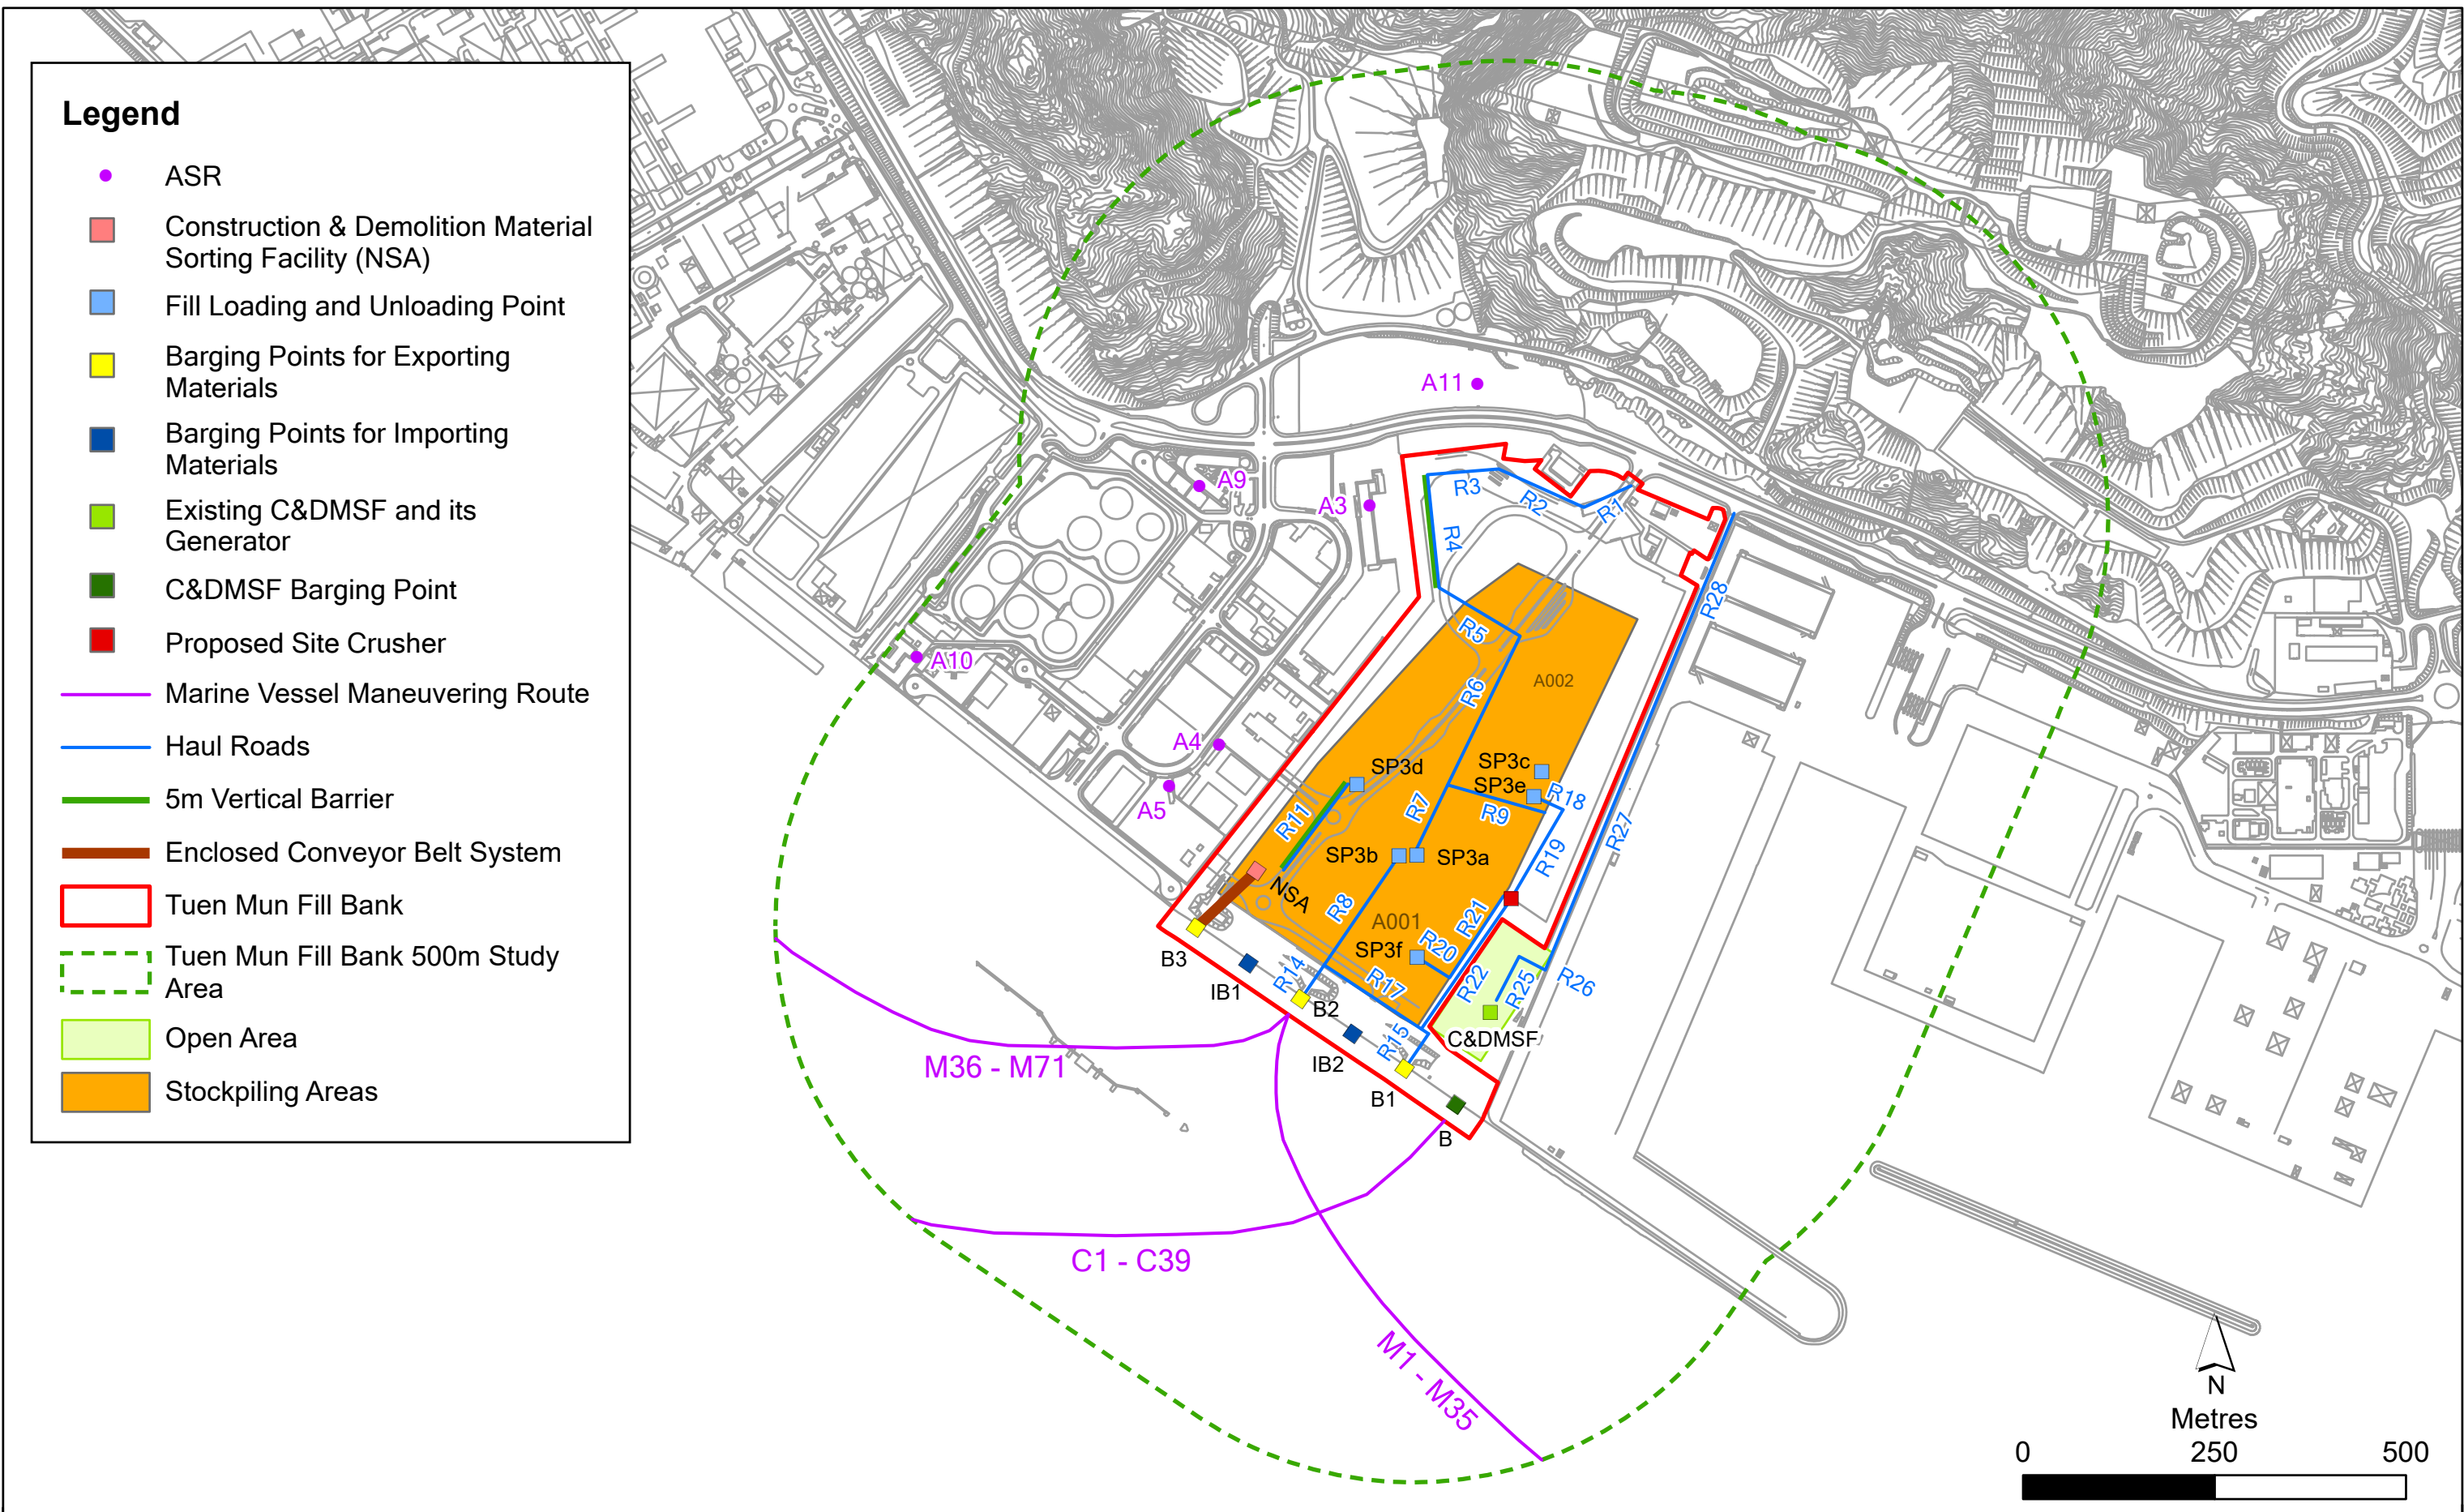 Legend
ASR
Construction & Demolition Material
Sorting Facility (NSA)
Fill Loading and Unloading Point
Barging Points for Exporting
Materials
Barging Points for Importing
Materials
Existing C&DMSF and its
Generator
C&DMSF Barging Point
Proposed Site Crusher
Marine Vessel Maneuvering Route
Haul Roads
5m Vertical Barrier
Enclosed Conveyor Belt System
Tuen Mun Fill Bank
Tuen Mun Fill Bank 500m Study
Area
Open Area
Stockpiling Areas
A11
A9
A3
A10
A4
A5
R3
R2
R1
R4
R28
R5
R6
A002
SP3d
SP3c
SP3e
R18
R7
R9
R11
R27
SP3b
SP3a
R19
NSA
R8
A001
R21
SP3f
R20
B3
IB1
R14
R17
R22
R25
R26
B2
IB2
R15
C&DMSF
B1
B
M36 - M71
C1 - C39
M1 - M35
N
Metres
0 250 500